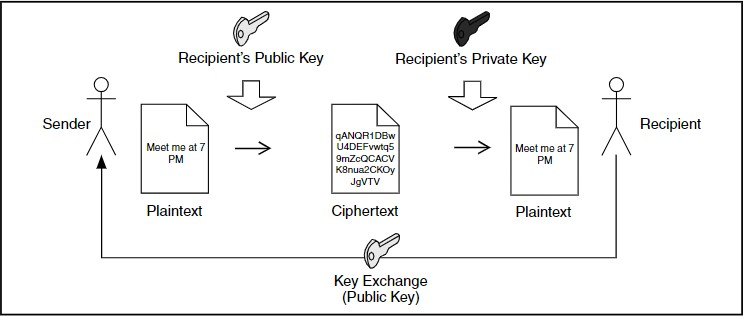 Recipient's Public Key
Recipient's Private Key
Sender
Meet me at 7
PM
qANQR1DBw
U4DEFvwtq5
9mZcQCACV
K8nua2CKOy
JgVTV
Meet me at 7
PM
Recipient
Plaintext
Ciphertext
Plaintext
Key Exchange
(Public Key)